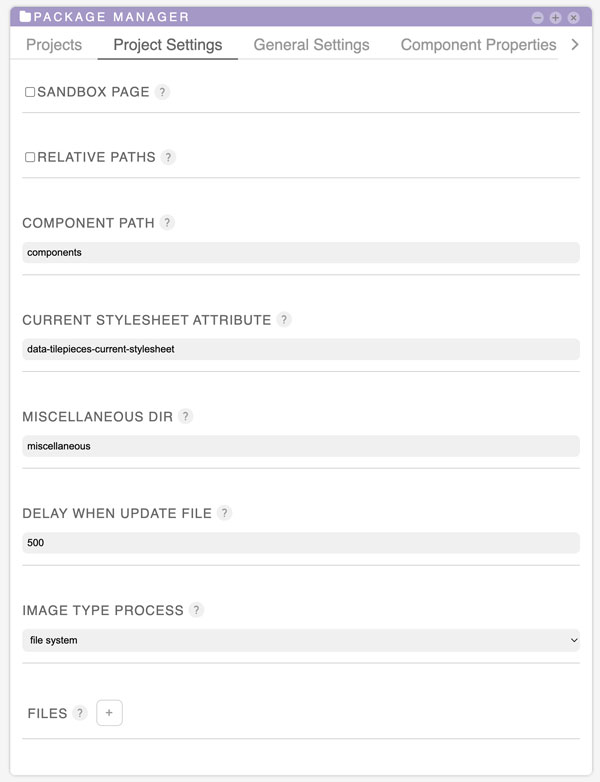 PACKAGE MANAGER
Projects Project Settings General Settings Component Properties
SANDBOX PAGE ?
RELATIVE PATHS ?
COMPONENT PATH ?
components
CURRENT STYLESHEET ATTRIBUTE ?
data-tilepieces-current-stylesheet
MISCELLANEOUS DIR ?
miscellaneous
DELAY WHEN UPDATE FILE ?
500
IMAGE TYPE PROCESS ?
file system
FILES ? +